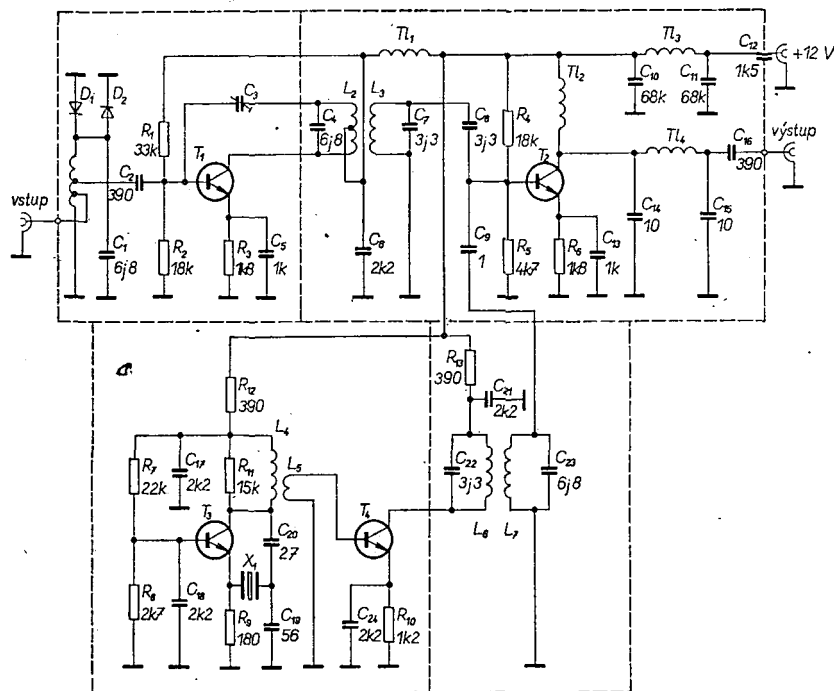 Tl₁
Tl₃
C₁₂
1k5
+12 V
D₁
D₂
C₃
L₂
L₃
Tl₂
C₁₀
68k
C₁₁
68k
R₁
33k
C₄
6j8
C₇
3j3
C₈
3j3
R₄
18k
T₁
T₂
Tl₄
C₁₆
390
výstup
C₂
390
vstup
C₁
6j8
R₂
18k
R₃
1k8
C₅
1k
C₆
2k2
C₉
1
R₅
4k7
R₆
1k8
C₁₃
1k
C₁₄
10
C₁₅
10
R₁₂
390
R₁₃
390
C₂₁
2k2
L₄
L₅
R₇
22k
C₁₇
2k2
R₁₁
15k
C₂₂
3j3
C₂₃
6j8
L₆
L₇
T₃
T₄
C₂₀
27
X₁
R₈
2k7
C₁₈
2k2
R₉
180
C₁₉
56
C₂₄
2k2
R₁₀
1k2